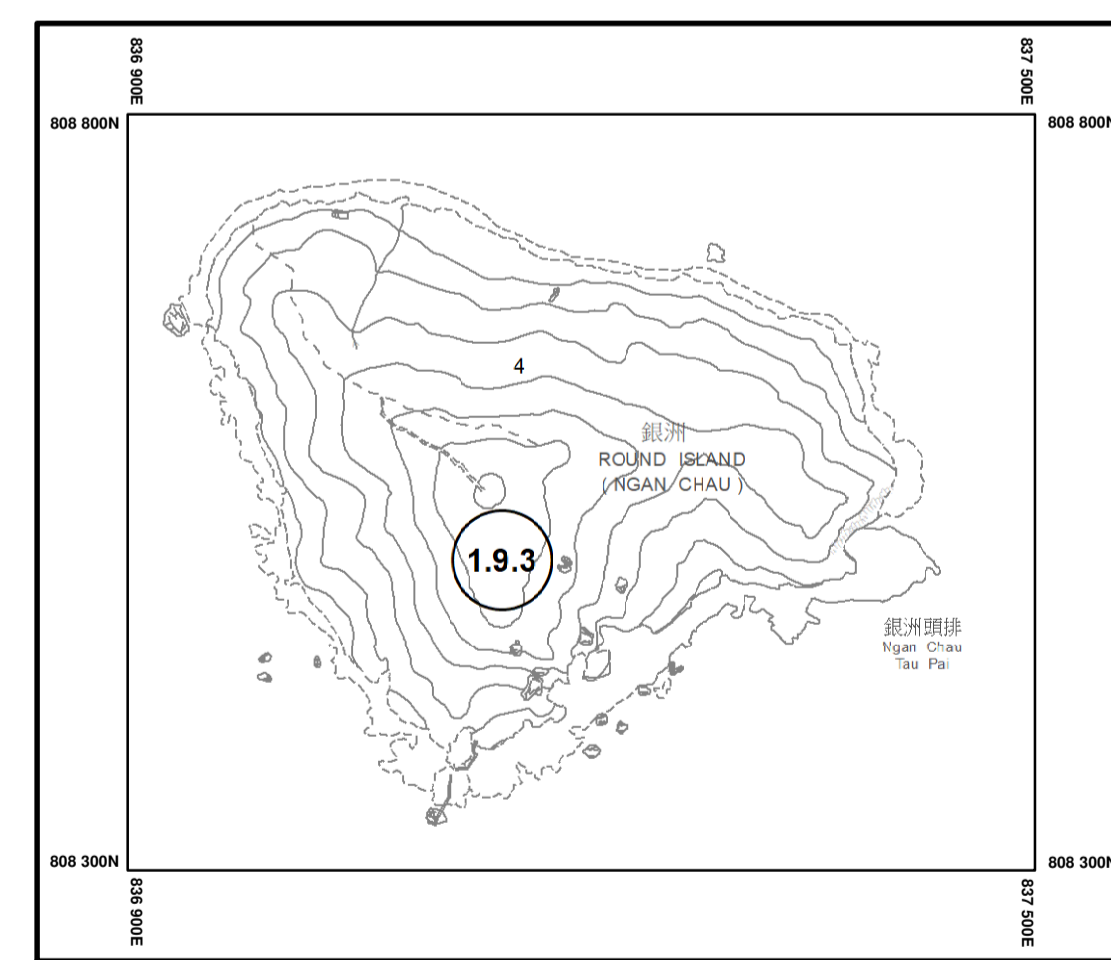 836 900E
837 500E
808 800N
808 800N
4
銀洲
ROUND ISLAND
( NGAN CHAU )
1.9.3
銀洲頭排
Ngan Chau
Tau Pai
808 300N
808 300N
836 900E
837 500E